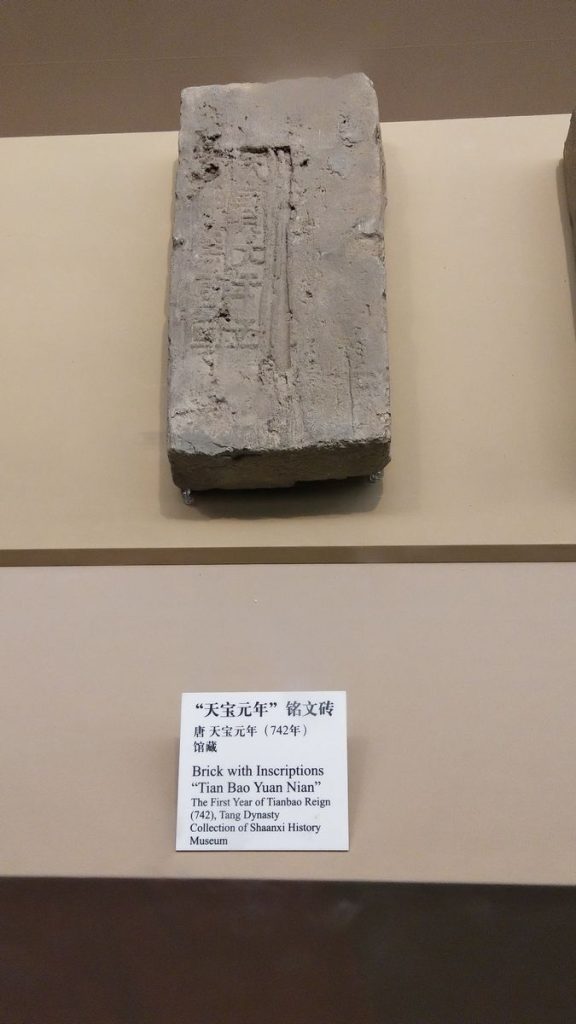 “天宝元年”铭文砖
唐 天宝元年（742年）
馆藏
Brick with Inscriptions
“Tian Bao Yuan Nian”
The First Year of Tianbao Reign
(742), Tang Dynasty
Collection of Shaanxi History
Museum